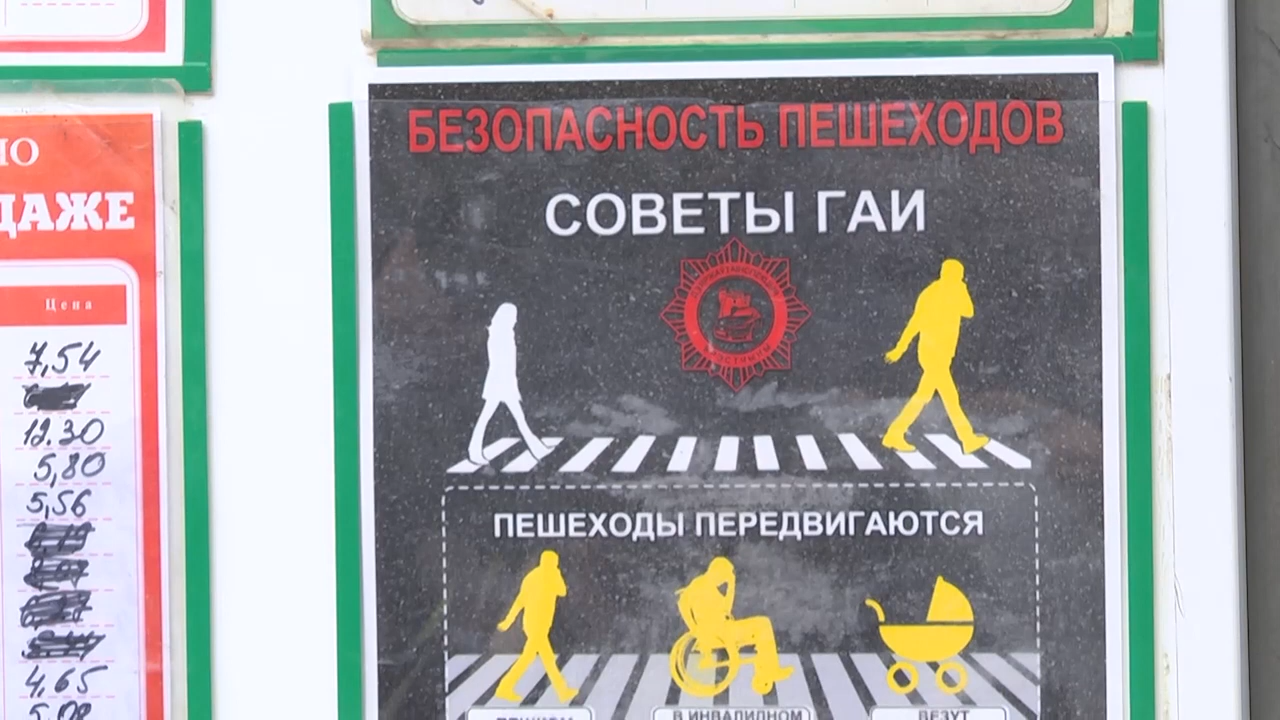 ДАЖЕ
Цена
7,54
12.30
5,80
5,56
4,65
БЕЗОПАСНОСТЬ ПЕШЕХОДОВ
СОВЕТЫ ГАИ
ПЕШЕХОДЫ ПЕРЕДВИГАЮТСЯ
В ИНВАЛИДНОМ
ВЕЗУТ